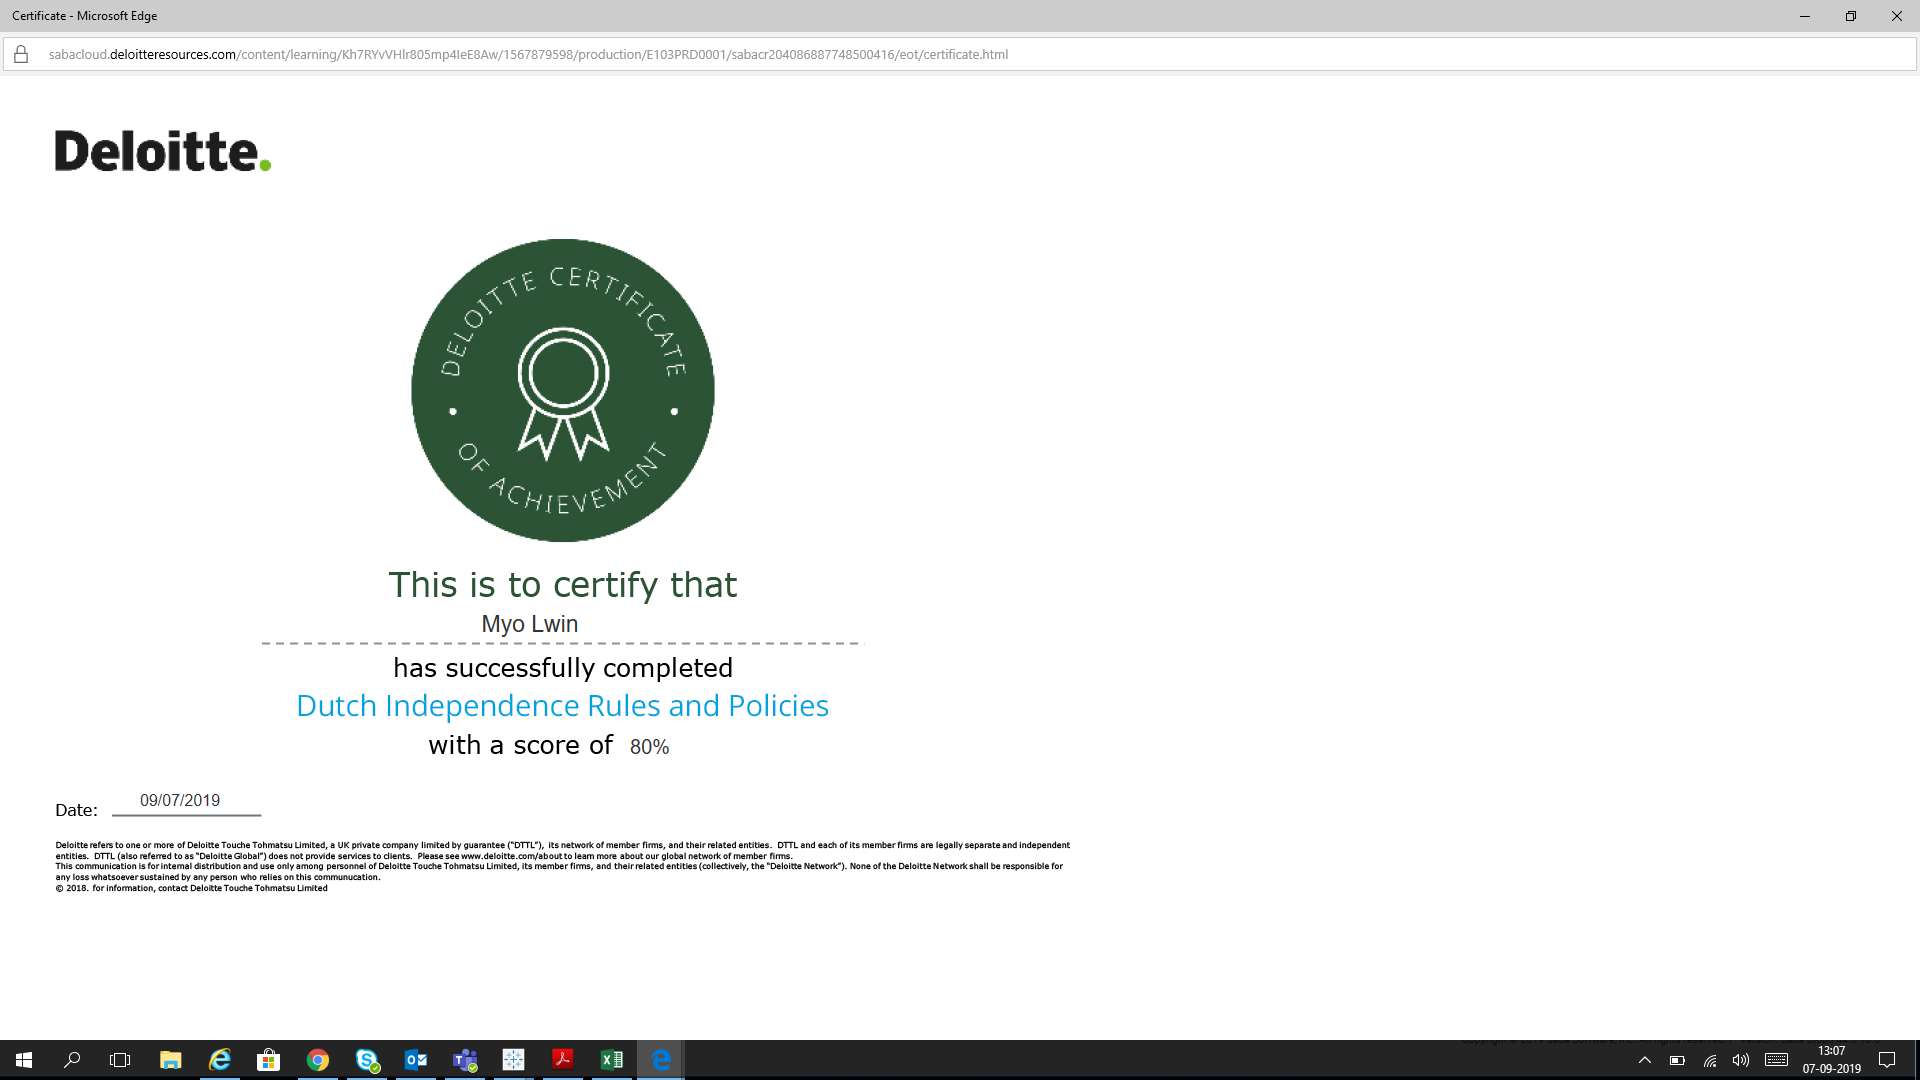 Certificate - Microsoft Edge
sabacloud.deloitteresources.com/content/learning/Kh7RYvVHlr805mp4IeE8Aw/1567879598/production/E103PRD0001/sabacr204086887748500416/eot/certificate.html
Deloitte.
DELOITTE CERTIFICATE
OF ACHIEVEMENT
This is to certify that
Myo Lwin
has successfully completed
Dutch Independence Rules and Policies
with a score of 80%
Date: 09/07/2019
Deloitte refers to one or more of Deloitte Touche Tohmatsu Limited, a UK private company limited by guarantee ("DTTL"), its network of member firms, and their related entities. DTTL and each of its member firms are legally separate and independent
entities. DTTL (also referred to as "Deloitte Global") does not provide services to clients. Please see www.deloitte.com/about to learn more about our global network of member firms.
This communication is for internal distribution and use only among personnel of Deloitte Touche Tohmatsu Limited, its member firms, and their related entities (collectively, the "Deloitte Network"). None of the Deloitte Network shall be responsible for
any loss whatsoever sustained by any person who relies on this communucation.
© 2018. for information, contact Deloitte Touche Tohmatsu Limited
13:07
07-09-2019